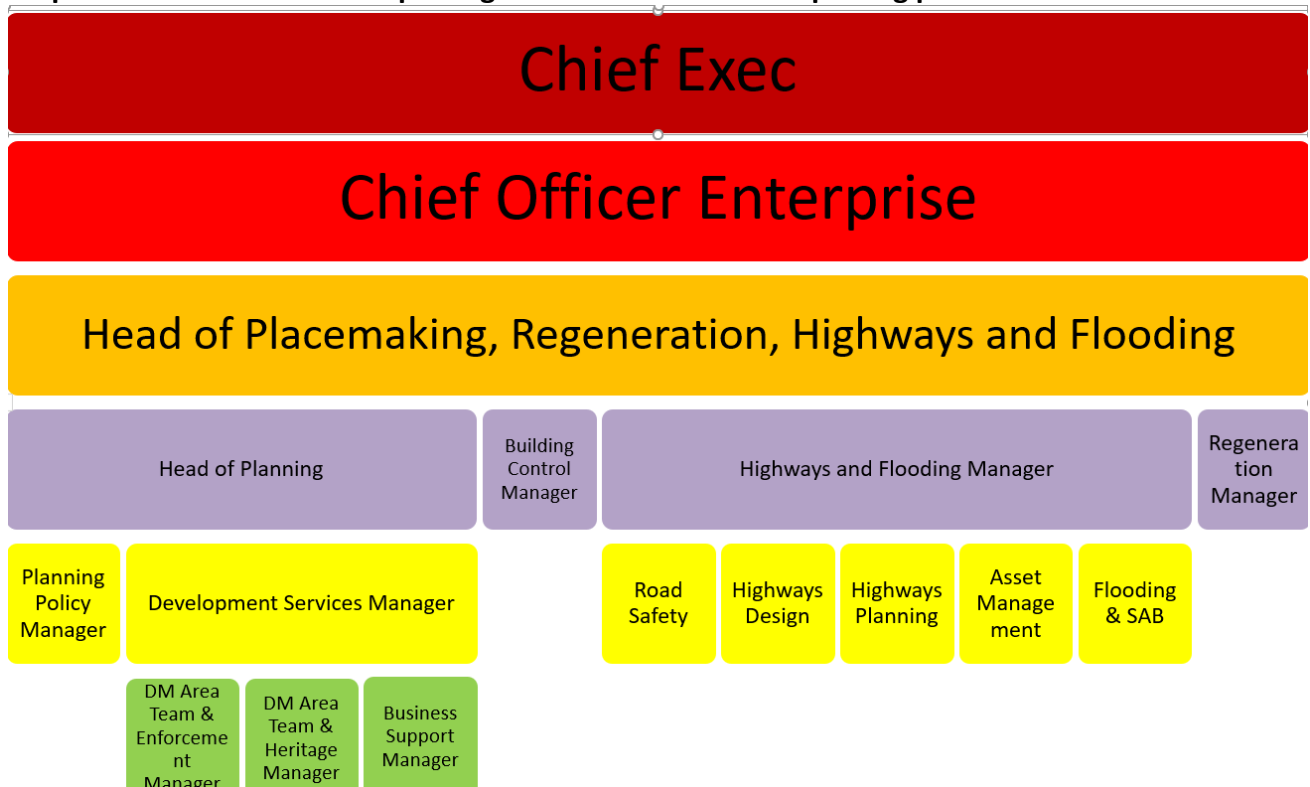 Chief Exec
Chief Officer Enterprise
Head of Placemaking, Regeneration, Highways and Flooding
Head of Planning
Building
Control
Manager
Highways and Flooding Manager
Regenera
tion
Manager
Planning
Policy
Manager
Development Services Manager
Road
Safety
Highways
Design
Highways
Planning
Asset
Manage
ment
Flooding
& SAB
DM Area
Team &
Enforceme
nt
Manager
DM Area
Team &
Heritage
Manager
Business
Support
Manager